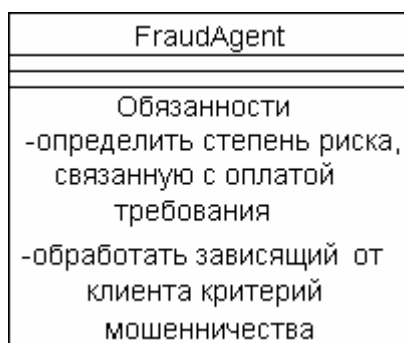 FraudAgent
Обязанности
-определить степень риска,
связанную с оплатой
требования
-обработать зависящий от
клиента критерий
мошенничества